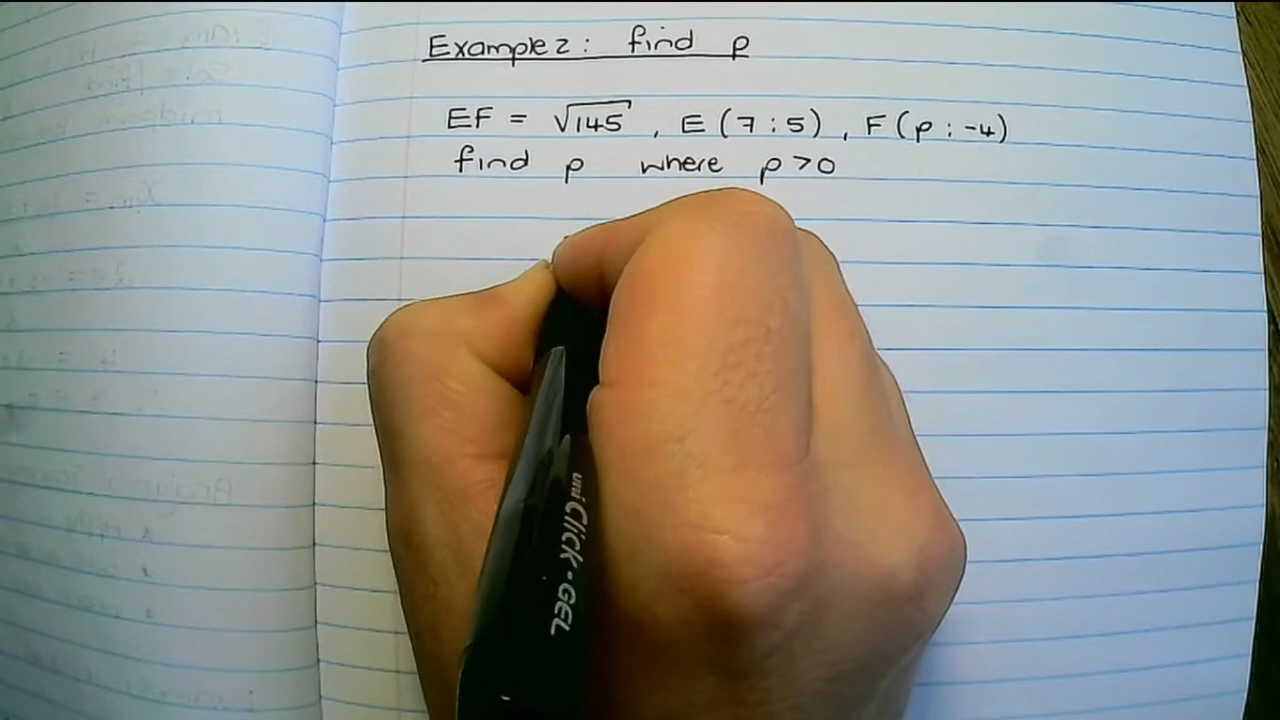 Example 2: find p
EF = √145 , E (7 : 5) , F (p : -4)
find p where p > 0
uni Click·GEL